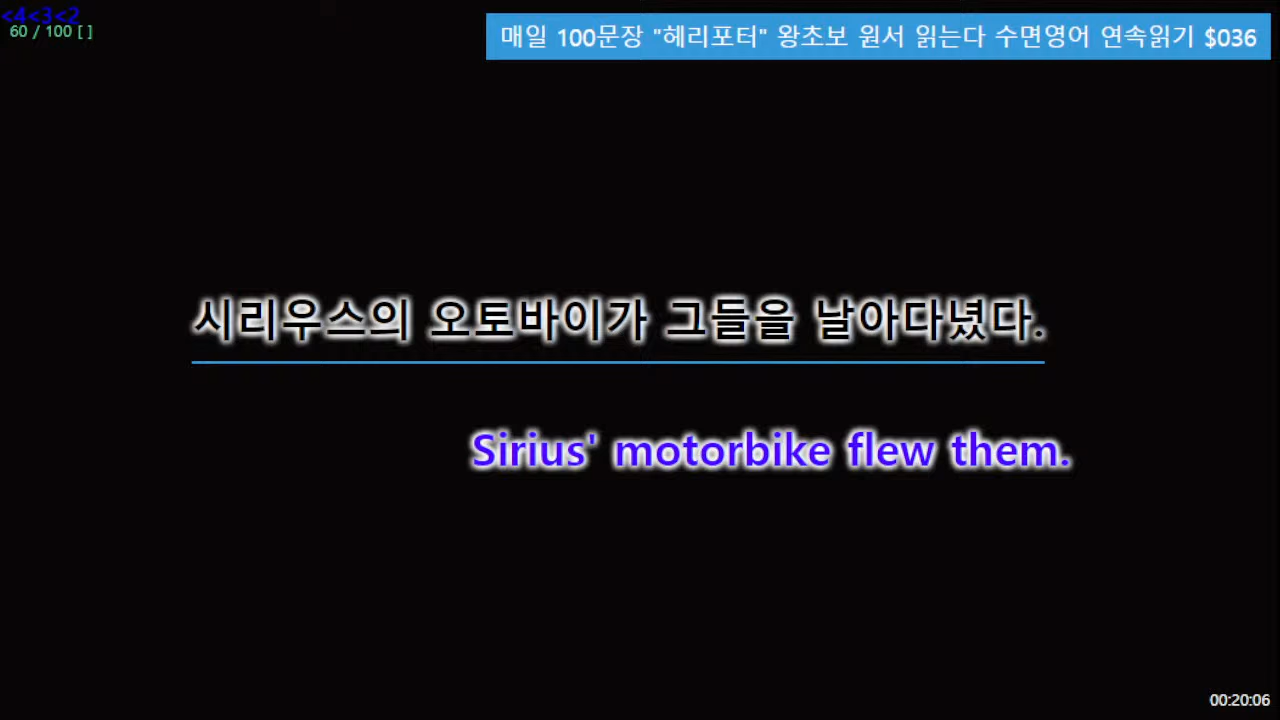 <4<3<2
60 / 100 [ ]
매일 100문장 "헤리포터" 왕초보 원서 읽는다 수면영어 연속읽기 $036
시리우스의 오토바이가 그들을 날아다녔다.
Sirius' motorbike flew them.
00:20:06